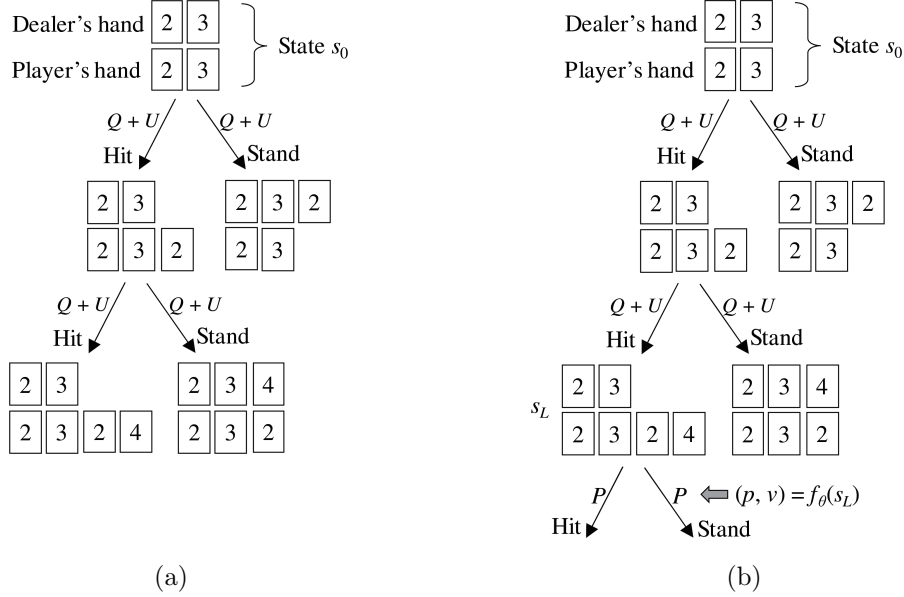 Dealer's hand 2 3
Player's hand 2 3
State s₀
Q + U Q + U
Hit Stand
2 3 2 3 2
2 3 2 2 3
Q + U Q + U
Hit Stand
2 3 2 3 4
2 3 2 4 2 3 2
(a)
Dealer's hand 2 3
Player's hand 2 3
State s₀
Q + U Q + U
Hit Stand
2 3 2 3 2
2 3 2 2 3
Q + U Q + U
Hit Stand
2 3 2 3 4
s_L
2 3 2 4 2 3 2
P P (p, v) = f_θ(s_L)
Hit Stand
(b)